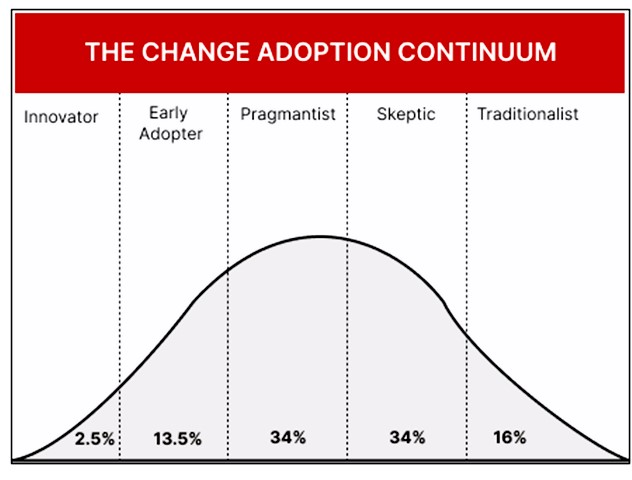 THE CHANGE ADOPTION CONTINUUM
Innovator
Early
Adopter
Pragmantist
Skeptic
Traditionalist
2.5%
13.5%
34%
34%
16%